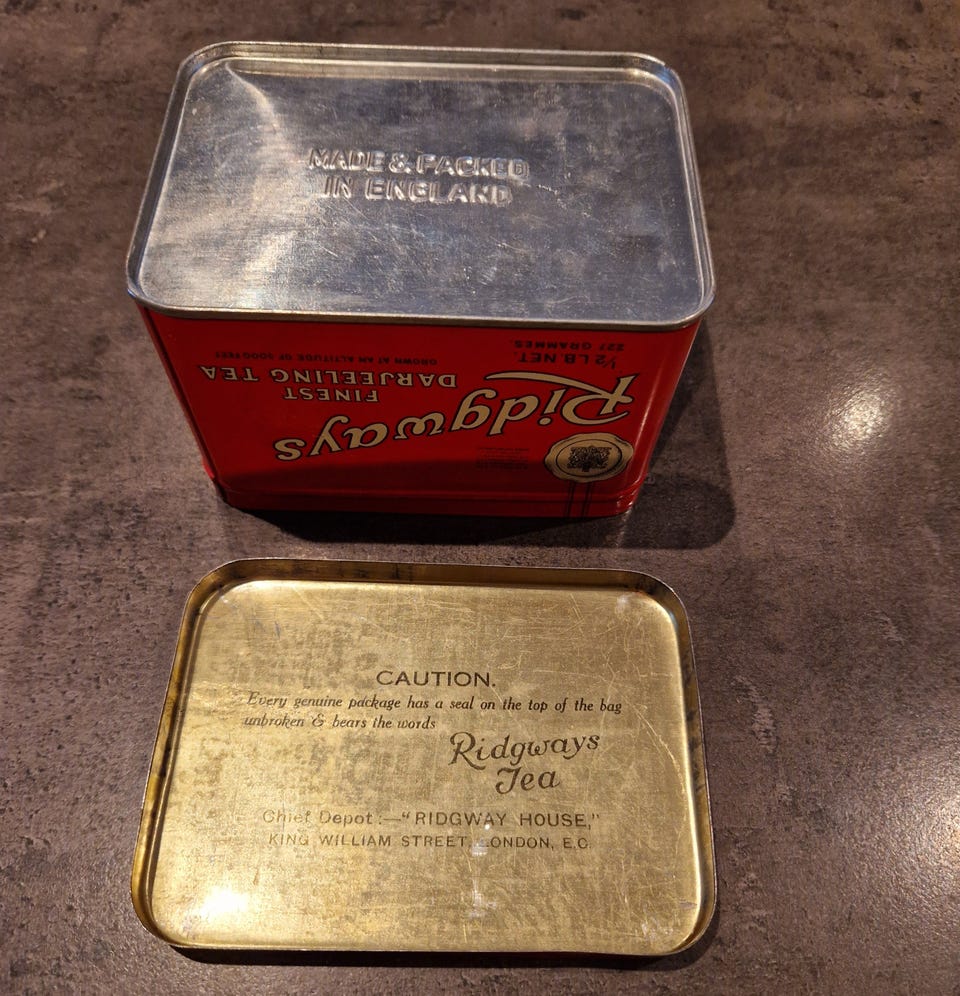 MADE & PACKED
IN ENGLAND
Ridgways
FINEST
DARJEELING TEA
GROWN AT AN ALTITUDE OF 5000 FEET
½ LB NET.
227 GRAMMES.
CAUTION.
Every genuine package has a seal on the top of the bag
unbroken & bears the words
Ridgways
Tea
Chief Depot :—"RIDGWAY HOUSE,"
KING WILLIAM STREET, LONDON, E.C.